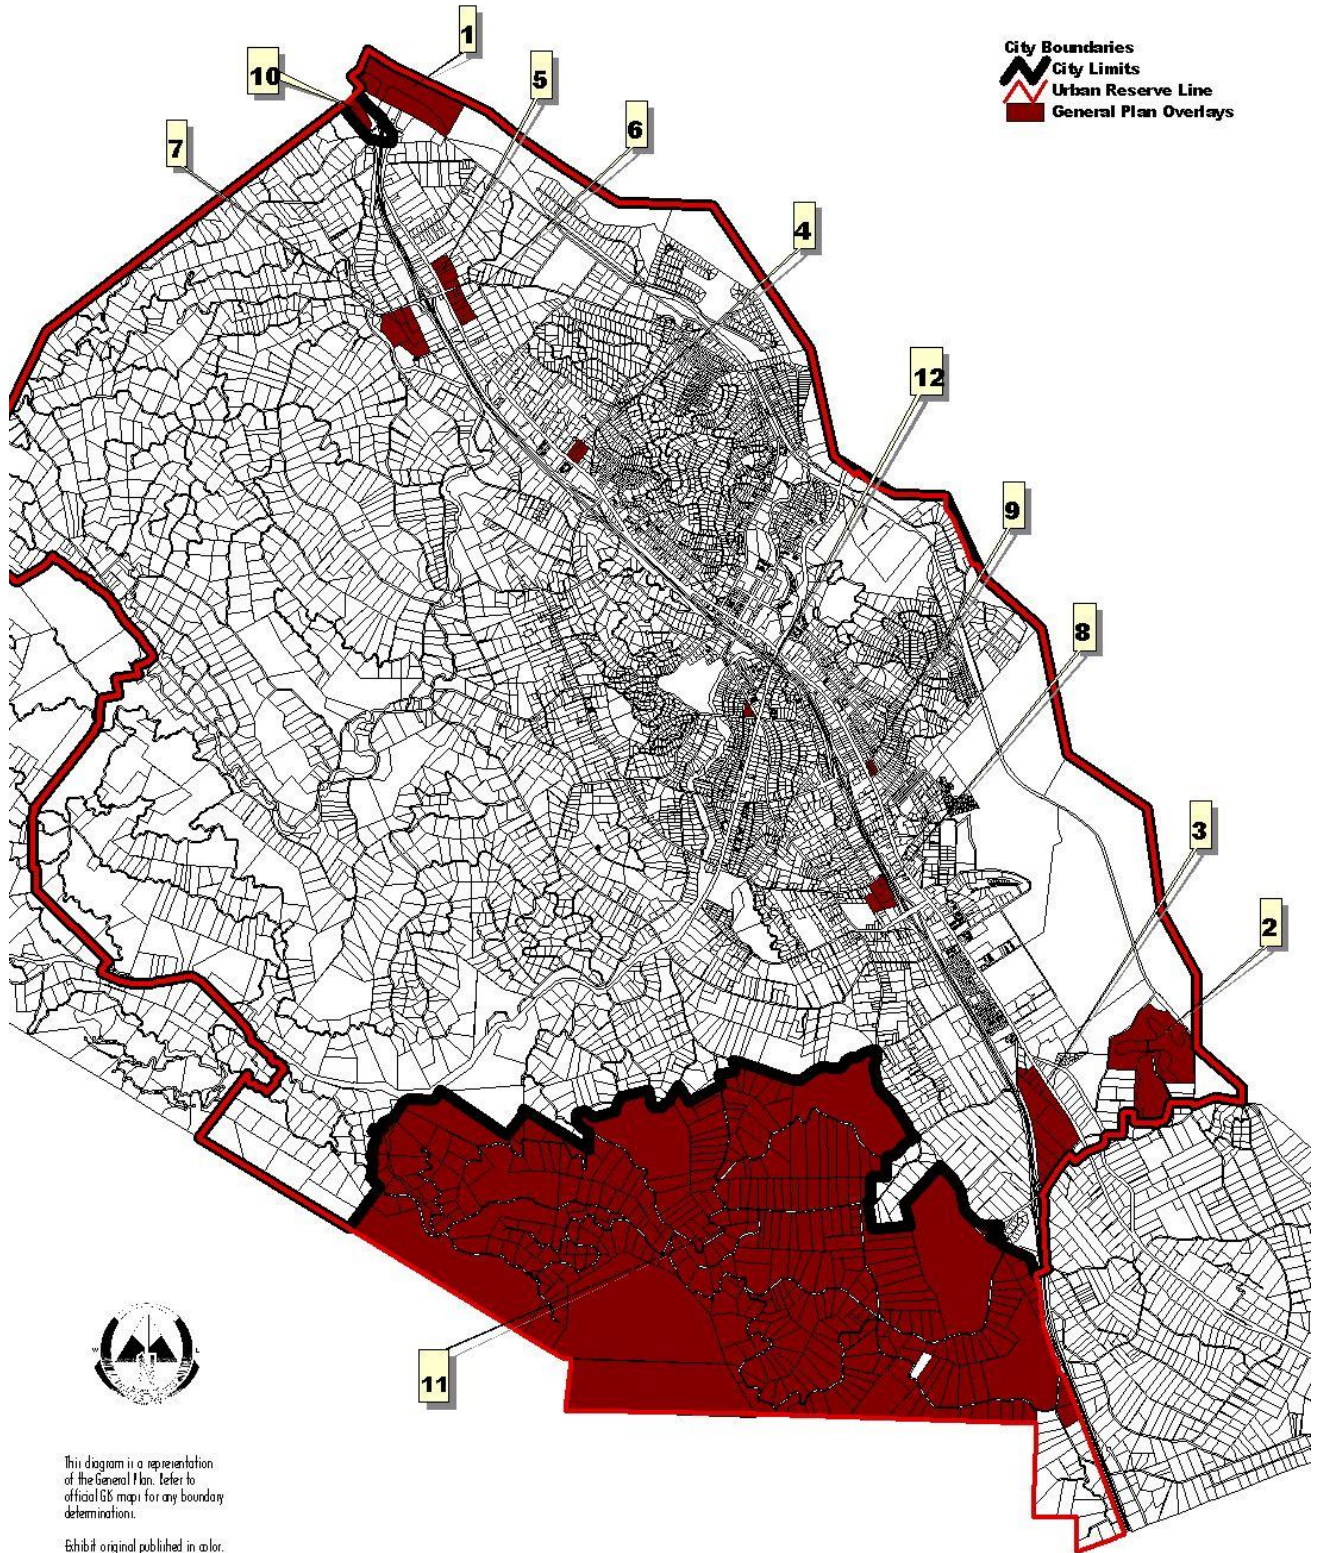 1
City Boundaries
City Limits
Urban Reserve Line
General Plan Overlays
10
5
6
7
4
12
9
8
3
2
11
This diagram is a representation
of the General Plan. Refer to
official GIS maps for any boundary
determinations.
Exhibit original published in color.